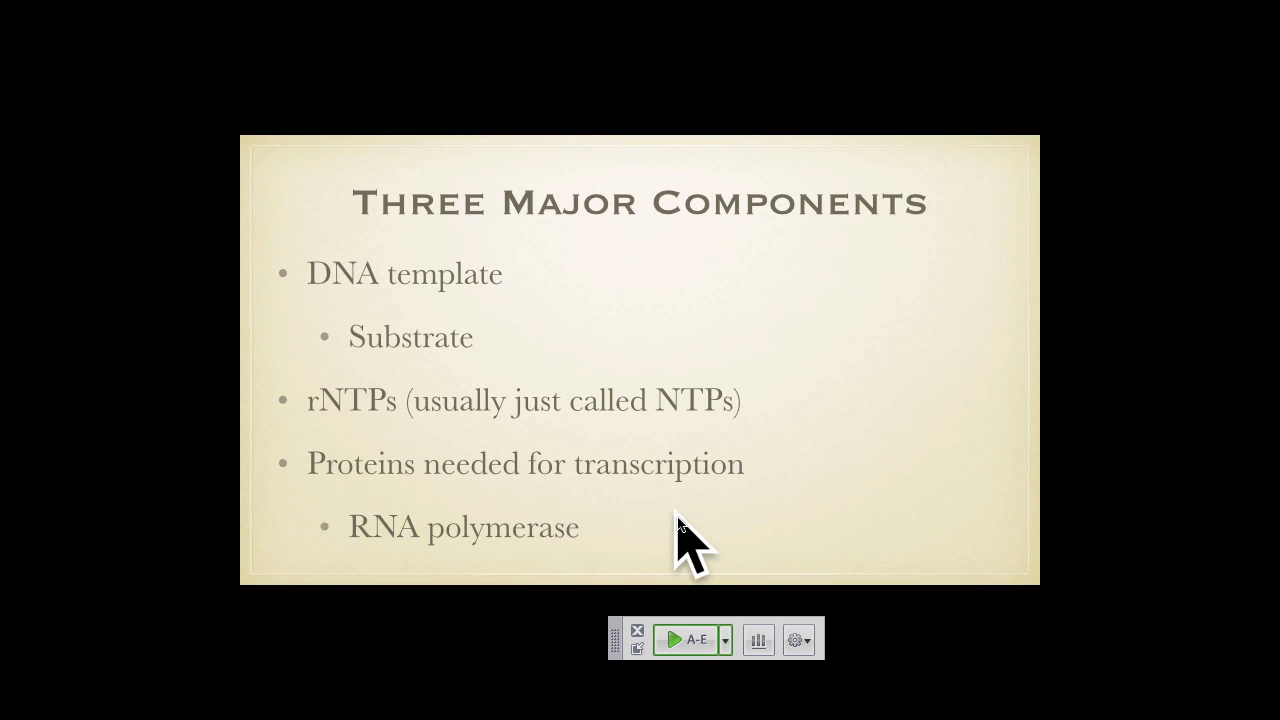 Three Major Components
• DNA template
• Substrate
• rNTPs (usually just called NTPs)
• Proteins needed for transcription
• RNA polymerase
A-E